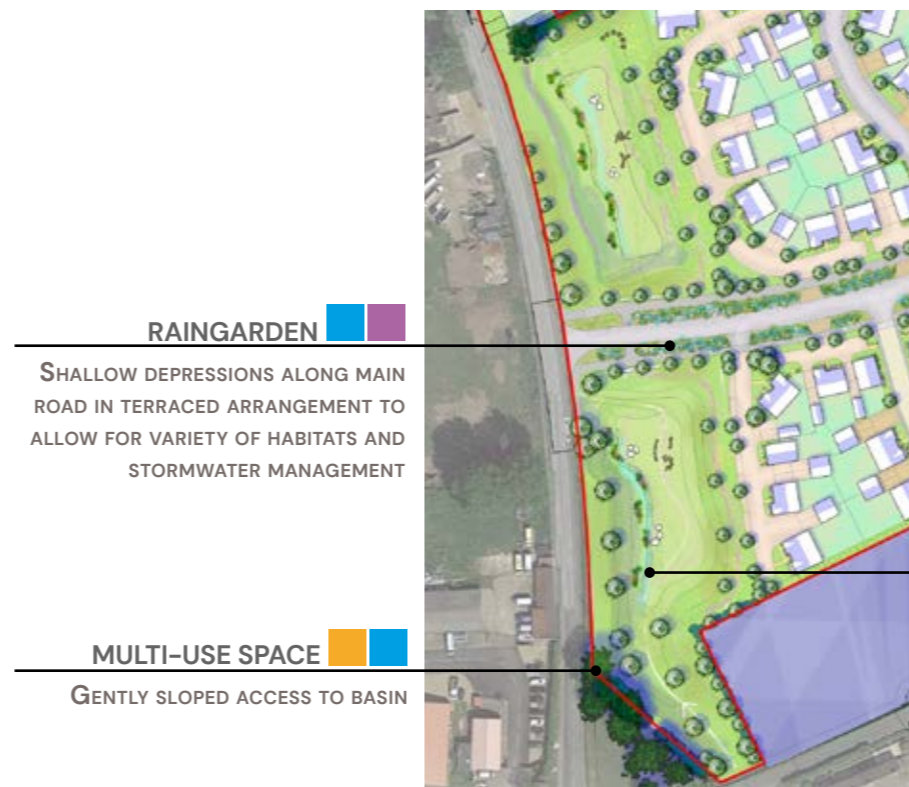 RAINGARDEN
SHALLOW DEPRESSIONS ALONG MAIN
ROAD IN TERRACED ARRANGEMENT TO
ALLOW FOR VARIETY OF HABITATS AND
STORMWATER MANAGEMENT
MULTI-USE SPACE
GENTLY SLOPED ACCESS TO BASIN